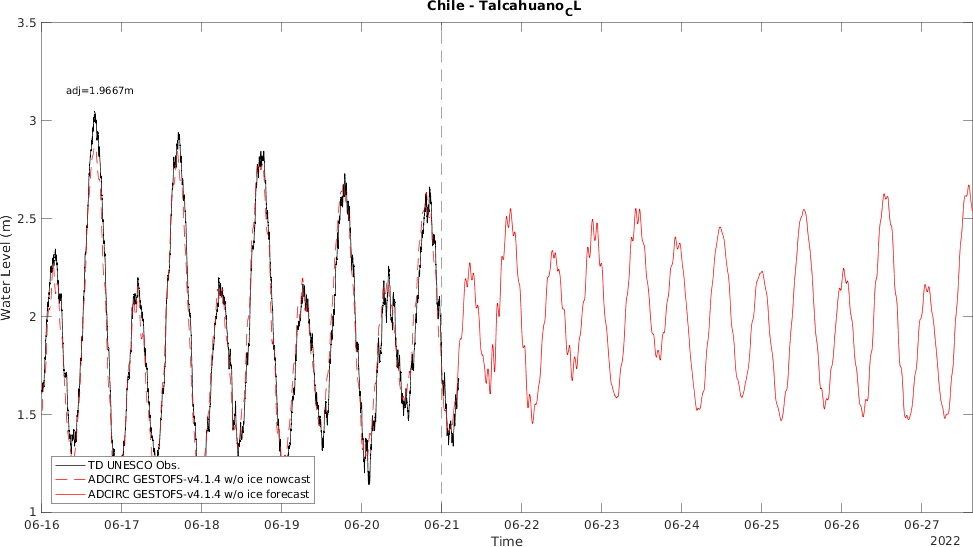 Chile - Talcahuano_CL
3.5
adj=1.9667m
3
2.5
Water Level (m)
2
1.5
TD UNESCO Obs.
ADCIRC GESTOFS-v4.1.4 w/o ice nowcast
ADCIRC GESTOFS-v4.1.4 w/o ice forecast
1
06-16 06-17 06-18 06-19 06-20 06-21 06-22 06-23 06-24 06-25 06-26 06-27
Time
2022